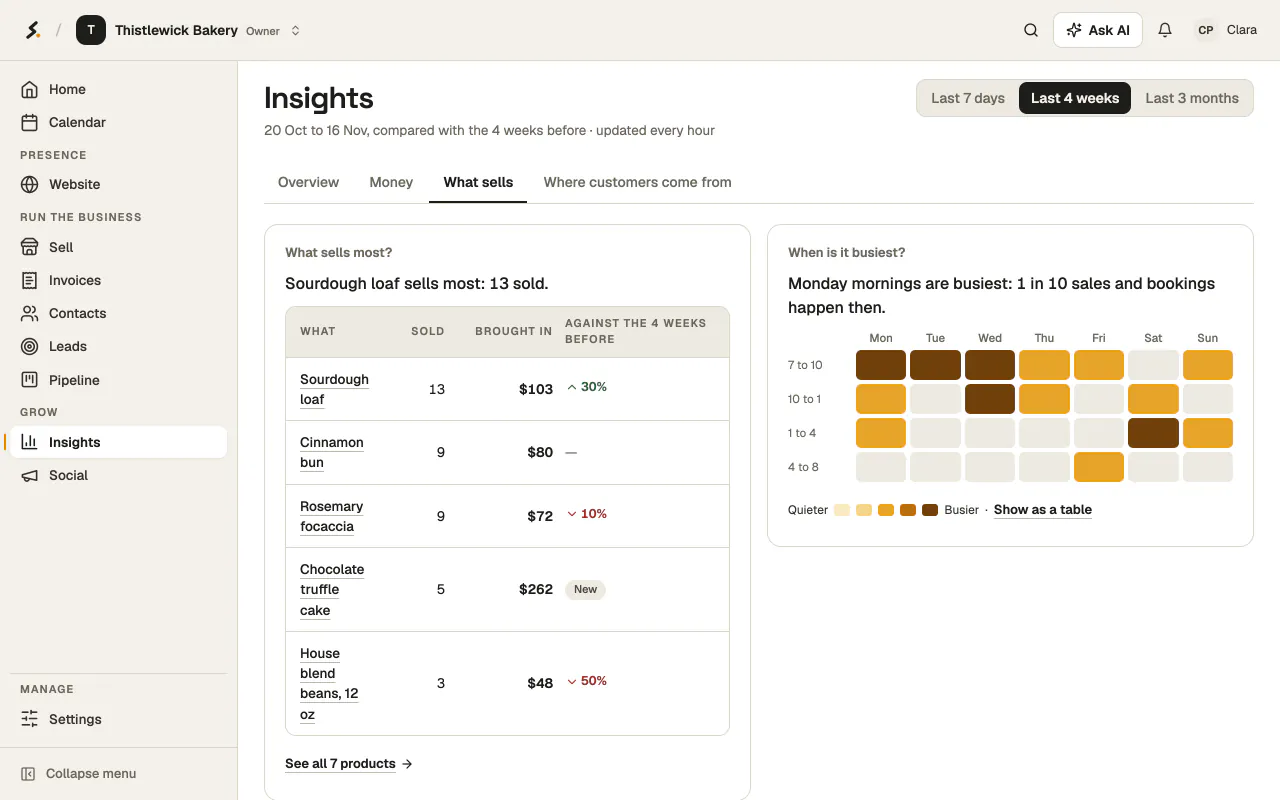 / T Thistlewick Bakery Owner
Ask AI CP Clara
Home
Calendar
PRESENCE
Website
RUN THE BUSINESS
Sell
Invoices
Contacts
Leads
Pipeline
GROW
Insights
Social
MANAGE
Settings
Collapse menu
Insights
20 Oct to 16 Nov, compared with the 4 weeks before · updated every hour
Last 7 days Last 4 weeks Last 3 months
Overview Money What sells Where customers come from
What sells most?
Sourdough loaf sells most: 13 sold.
WHAT SOLD BROUGHT IN AGAINST THE 4 WEEKS
BEFORE
Sourdough
loaf 13 $103 30%
Cinnamon
bun 9 $80 —
Rosemary
focaccia 9 $72 10%
Chocolate
truffle 5 $262 New
cake
House
blend
beans, 12 3 $48 50%
oz
See all 7 products →
When is it busiest?
Monday mornings are busiest: 1 in 10 sales and bookings
happen then.
Mon Tue Wed Thu Fri Sat Sun
7 to 10
10 to 1
1 to 4
4 to 8
Quieter Busier · Show as a table